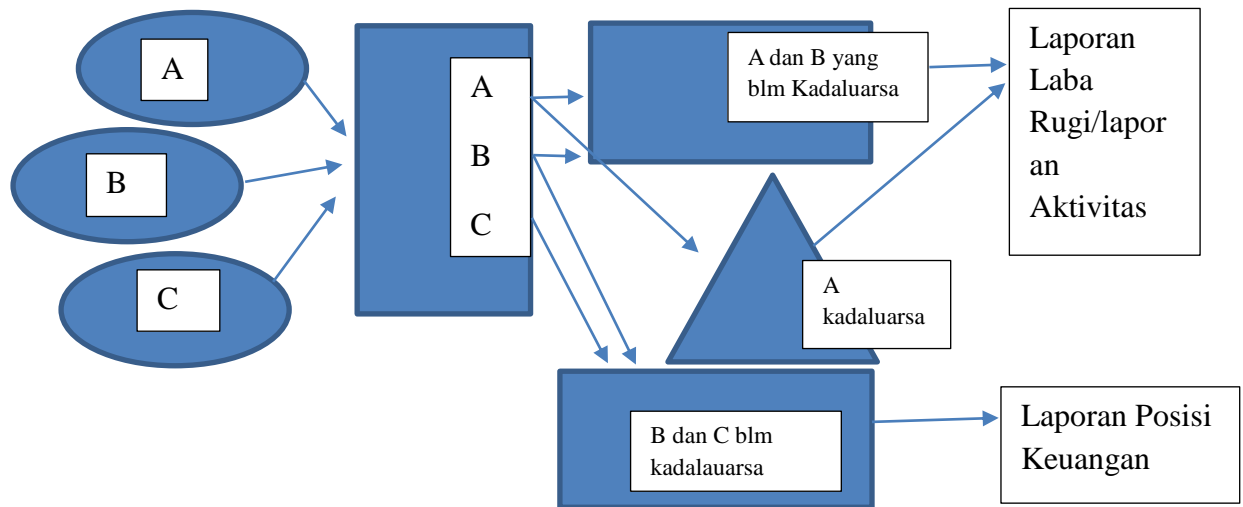 A
B
C
A
B
C
A dan B yang
blm Kadaluarsa
A
kadaluarsa
B dan C blm
kadalauarsa
Laporan
Laba
Rugi/lapor
an
Aktivitas
Laporan Posisi
Keuangan